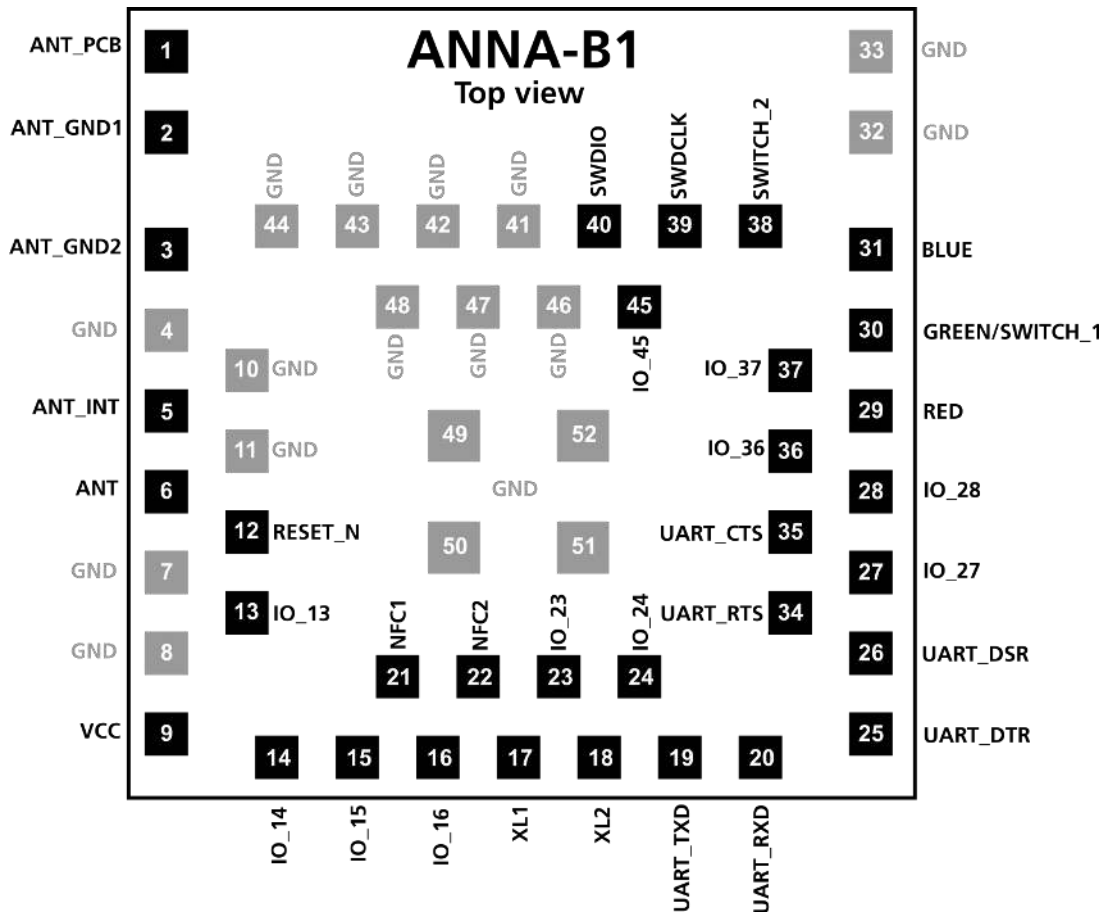 ANNA-B1
Top view
ANT_PCB 1
33 GND
ANT_GND1 2
32 GND
GND 44
GND 43
GND 42
GND 41
SWDIO 40
SWDCLK 39
SWITCH_2 38
ANT_GND2 3
31 BLUE
48 GND
47 GND
46 GND
45 IO_45
GND 4
30 GREEN/SWITCH_1
10 GND
IO_37 37
ANT_INT 5
29 RED
49
52
11 GND
IO_36 36
GND
ANT 6
28 IO_28
12 RESET_N
UART_CTS 35
50
51
GND 7
27 IO_27
13 IO_13
UART_RTS 34
GND 8
26 UART_DSR
NFC1 21
NFC2 22
IO_23 23
IO_24 24
VCC 9
25 UART_DTR
14 IO_14
15 IO_15
16 IO_16
17 XL1
18 XL2
19 UART_TXD
20 UART_RXD